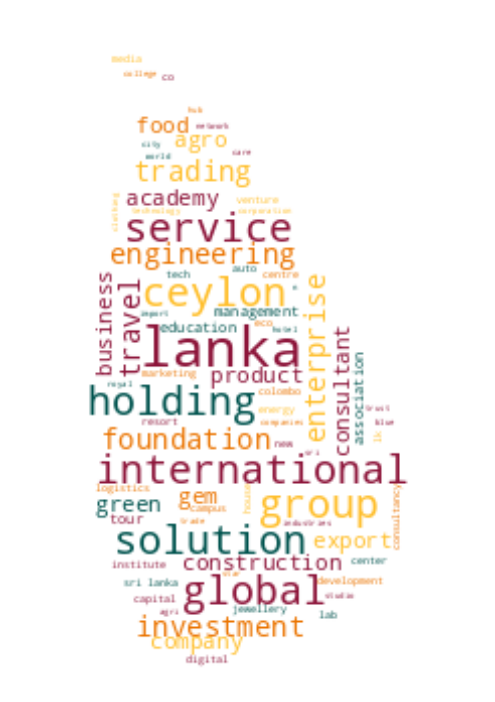 media
college co
hub
food network
city agro care
world
trading
academy venture
clothing technology corporation
service
engineering
tech auto centre
business travel ceylon enterprise
import management
education eco hotel
lanka consultant association
marketing product
royal colombo
holding energy trust
resort companies blue
foundation new lk
sri
international
logistics gem house consultancy
green campus group
tour trade industries
solution export
institute construction center
sri lanka star development
capital global studio
agri jewellery lab
investment
company
digital